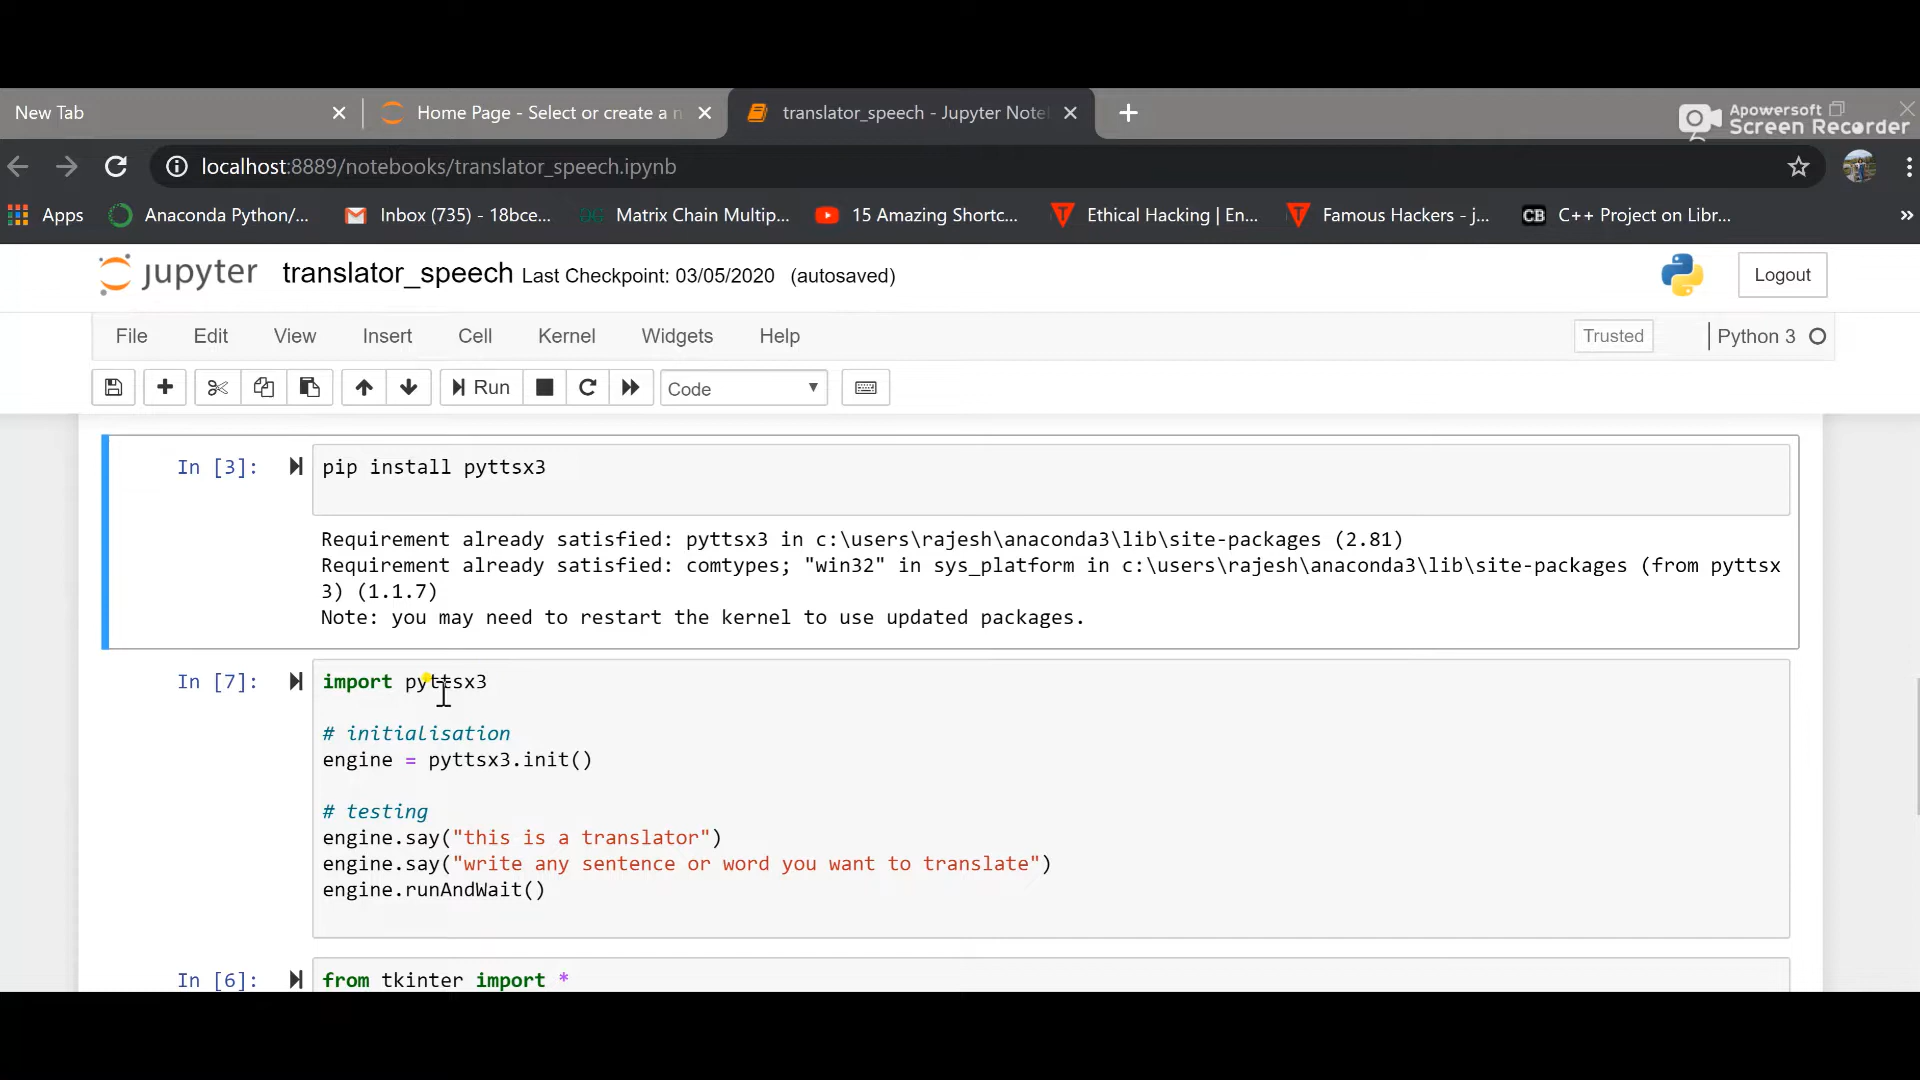 New Tab
Home Page - Select or create a n
translator_speech - Jupyter Note
Apowersoft
Screen Recorder
localhost:8889/notebooks/translator_speech.ipynb
Apps
Anaconda Python/...
Inbox (735) - 18bce...
Matrix Chain Multip...
15 Amazing Shortc...
Ethical Hacking | En...
Famous Hackers - j...
CB
C++ Project on Libr...
»
jupyter translator_speech Last Checkpoint: 03/05/2020 (autosaved)
Logout
File Edit View Insert Cell Kernel Widgets Help
Trusted
Python 3
Run
Code
In [3]: pip install pyttsx3
Requirement already satisfied: pyttsx3 in c:\users\rajesh\anaconda3\lib\site-packages (2.81)
Requirement already satisfied: comtypes; "win32" in sys_platform in c:\users\rajesh\anaconda3\lib\site-packages (from pyttsx
3) (1.1.7)
Note: you may need to restart the kernel to use updated packages.
In [7]: import pyttsx3
# initialisation
engine = pyttsx3.init()
# testing
engine.say("this is a translator")
engine.say("write any sentence or word you want to translate")
engine.runAndWait()
In [6]: from tkinter import *